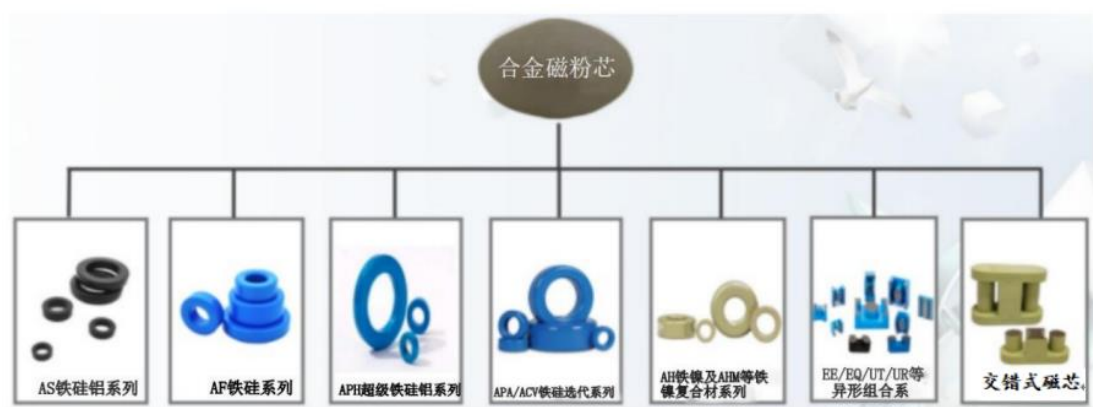 合金磁粉芯
AS铁硅铝系列
AF铁硅系列
APH超级铁硅铝系列
APA/ACV铁硅迭代系列
AH铁镍及AHM等铁
镍复合材系列
EE/EQ/UT/UR等
异形组合系
交错式磁芯